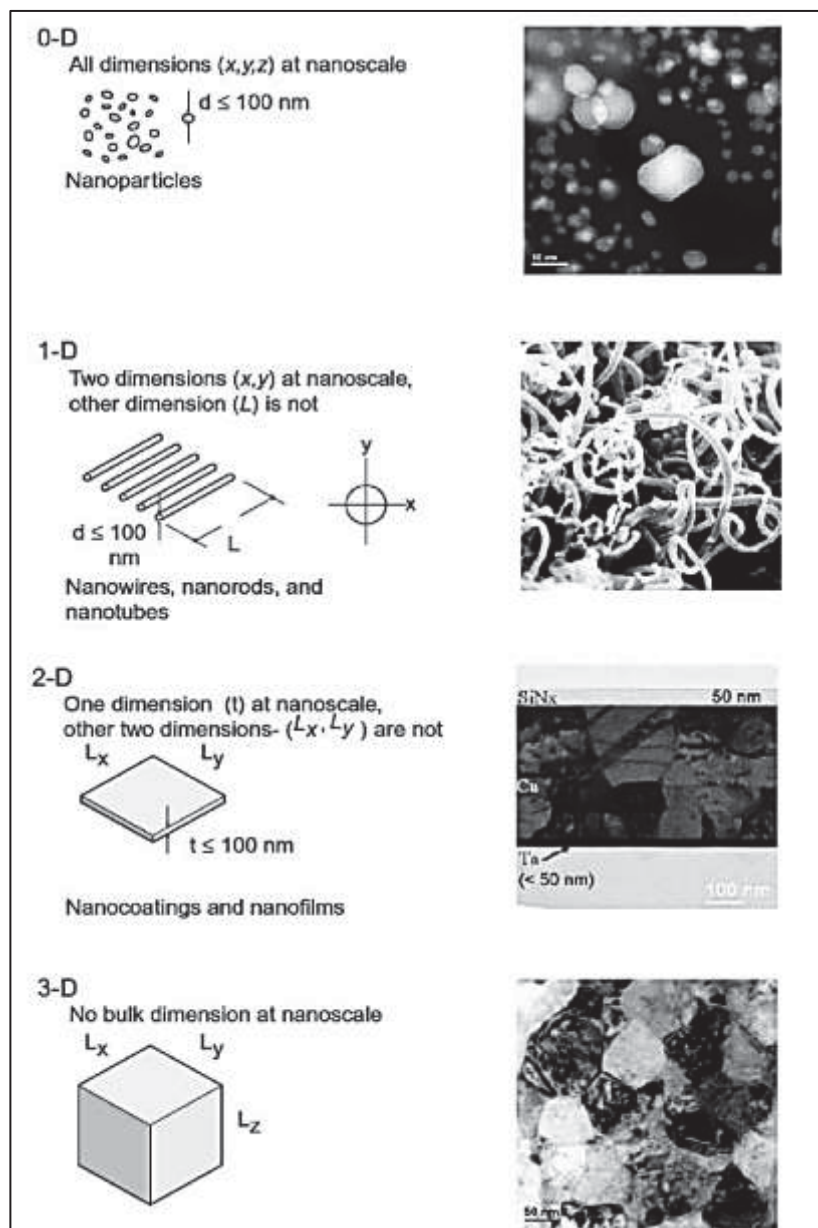 0-D
All dimensions (x,y,z) at nanoscale
d ≤ 100 nm
Nanoparticles
1-D
Two dimensions (x,y) at nanoscale,
other dimension (L) is not
y
x
d ≤ 100
nm
L
Nanowires, nanorods, and
nanotubes
2-D
One dimension (t) at nanoscale,
other two dimensions- (Lx, Ly) are not
Lx
Ly
t ≤ 100 nm
Nanocoatings and nanofilms
SiNx
50 nm
Cu
Ta
(< 50 nm)
100 nm
3-D
No bulk dimension at nanoscale
Lx
Ly
Lz
50 nm